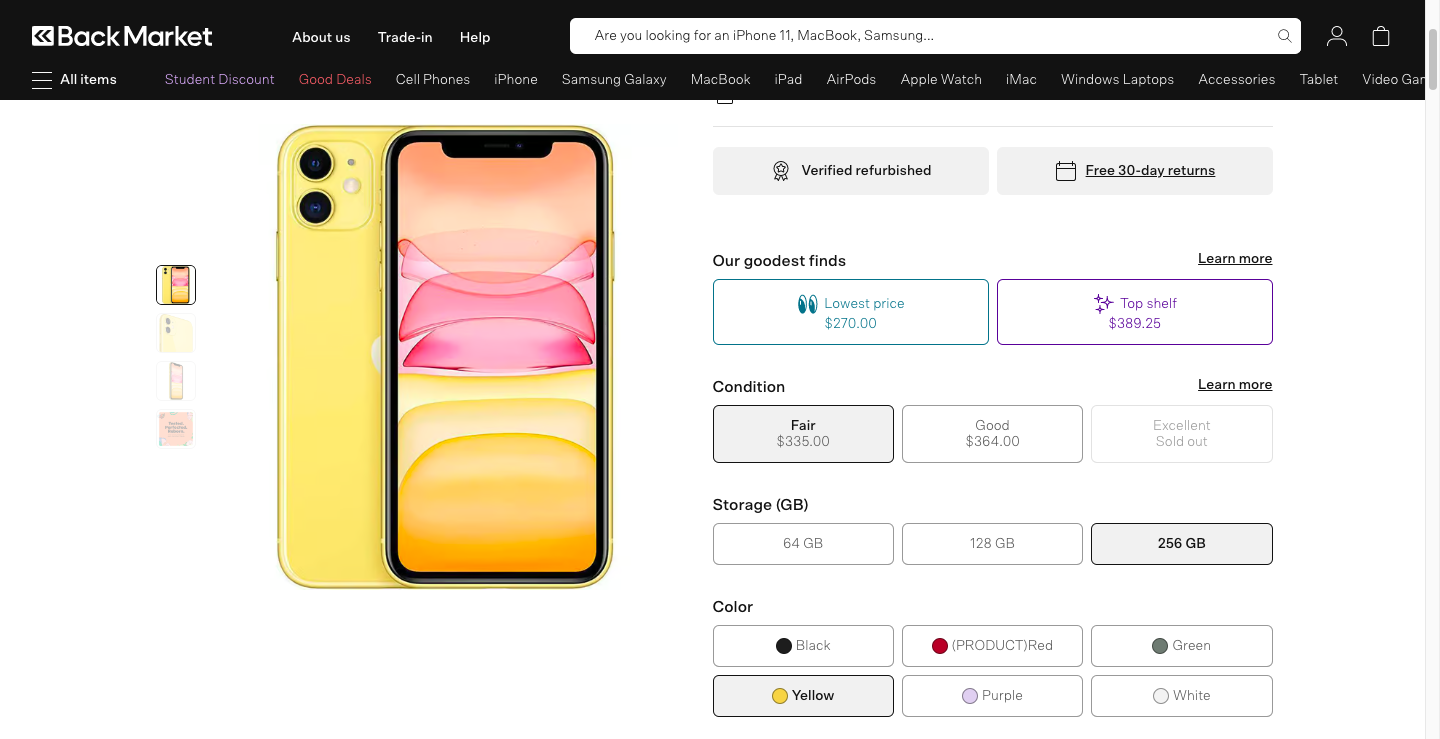 Back Market
About us
Trade-in
Help
Are you looking for an iPhone 11, MacBook, Samsung...
All items
Student Discount
Good Deals
Cell Phones
iPhone
Samsung Galaxy
MacBook
iPad
AirPods
Apple Watch
iMac
Windows Laptops
Accessories
Tablet
Video Gam
Verified refurbished
Free 30-day returns
Our goodest finds
Learn more
Lowest price
$270.00
Top shelf
$389.25
Condition
Learn more
Fair
$335.00
Good
$364.00
Excellent
Sold out
Storage (GB)
64 GB
128 GB
256 GB
Color
Black
(PRODUCT)Red
Green
Yellow
Purple
White